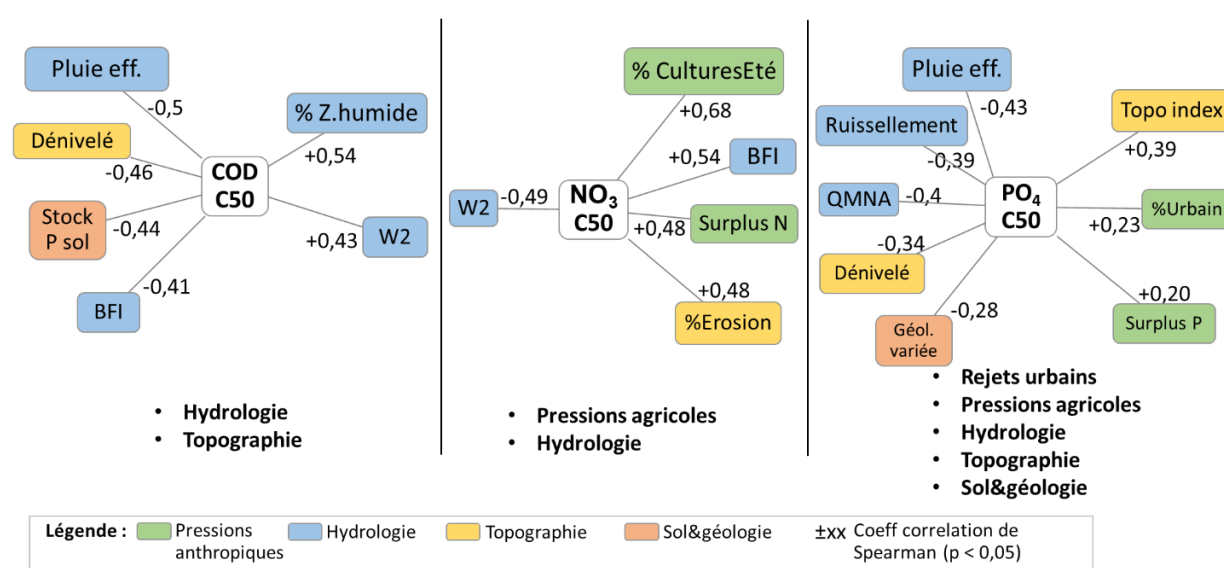 Pluie eff.
-0,5
% Z.humide
+0,54
Dénivelé
-0,46
COD
C50
Stock
P sol
-0,44
+0,43
W2
-0,41
BFI
• Hydrologie
• Topographie
% CulturesEté
+0,68
+0,54
BFI
W2
-0,49
NO₃
C50
+0,48
Surplus N
+0,48
%Erosion
• Pressions agricoles
• Hydrologie
Pluie eff.
-0,43
Topo index
Ruissellement
-0,39
+0,39
QMNA
-0,4
PO₄
C50
%Urbain
+0,23
-0,34
Dénivelé
+0,20
Surplus P
-0,28
Géol.
variée
• Rejets urbains
• Pressions agricoles
• Hydrologie
• Topographie
• Sol&géologie
Légende :
Pressions
anthropiques
Hydrologie
Topographie
Sol&géologie
±xx Coeff correlation de
Spearman (p < 0,05)